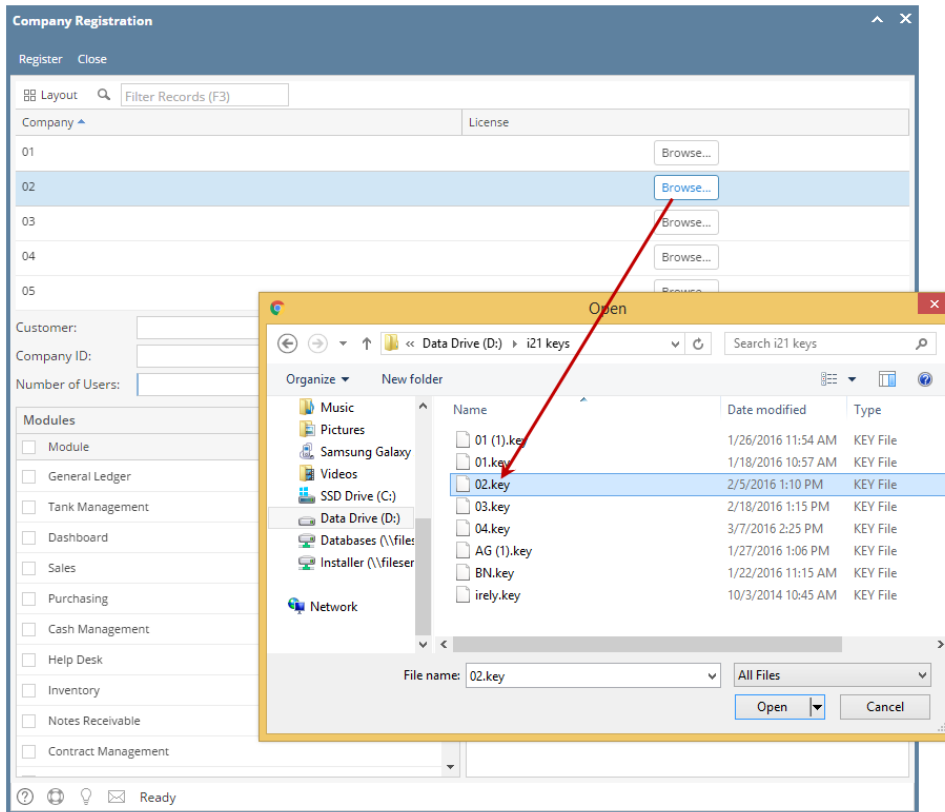 Company Registration
Register Close
Layout Filter Records (F3)
Company License
01 Browse...
02 Browse...
03 Browse...
04 Browse...
05 Browse...
Customer:
Company ID:
Number of Users:
Modules
Module
General Ledger
Tank Management
Dashboard
Sales
Purchasing
Cash Management
Help Desk
Inventory
Notes Receivable
Contract Management
Ready
Open
« Data Drive (D:) i21 keys Search i21 keys
Organize New folder
Music
Pictures
Samsung Galaxy
Videos
SSD Drive (C:)
Data Drive (D:)
Databases (\\files
Installer (\\fileser
Network
Name Date modified Type
01 (1).key 1/26/2016 11:54 AM KEY File
01.key 1/18/2016 10:57 AM KEY File
02.key 2/5/2016 1:10 PM KEY File
03.key 2/18/2016 1:15 PM KEY File
04.key 3/7/2016 2:25 PM KEY File
AG (1).key 1/27/2016 1:06 PM KEY File
BN.key 1/22/2016 11:15 AM KEY File
irely.key 10/3/2014 10:45 AM KEY File
File name: 02.key All Files
Open Cancel